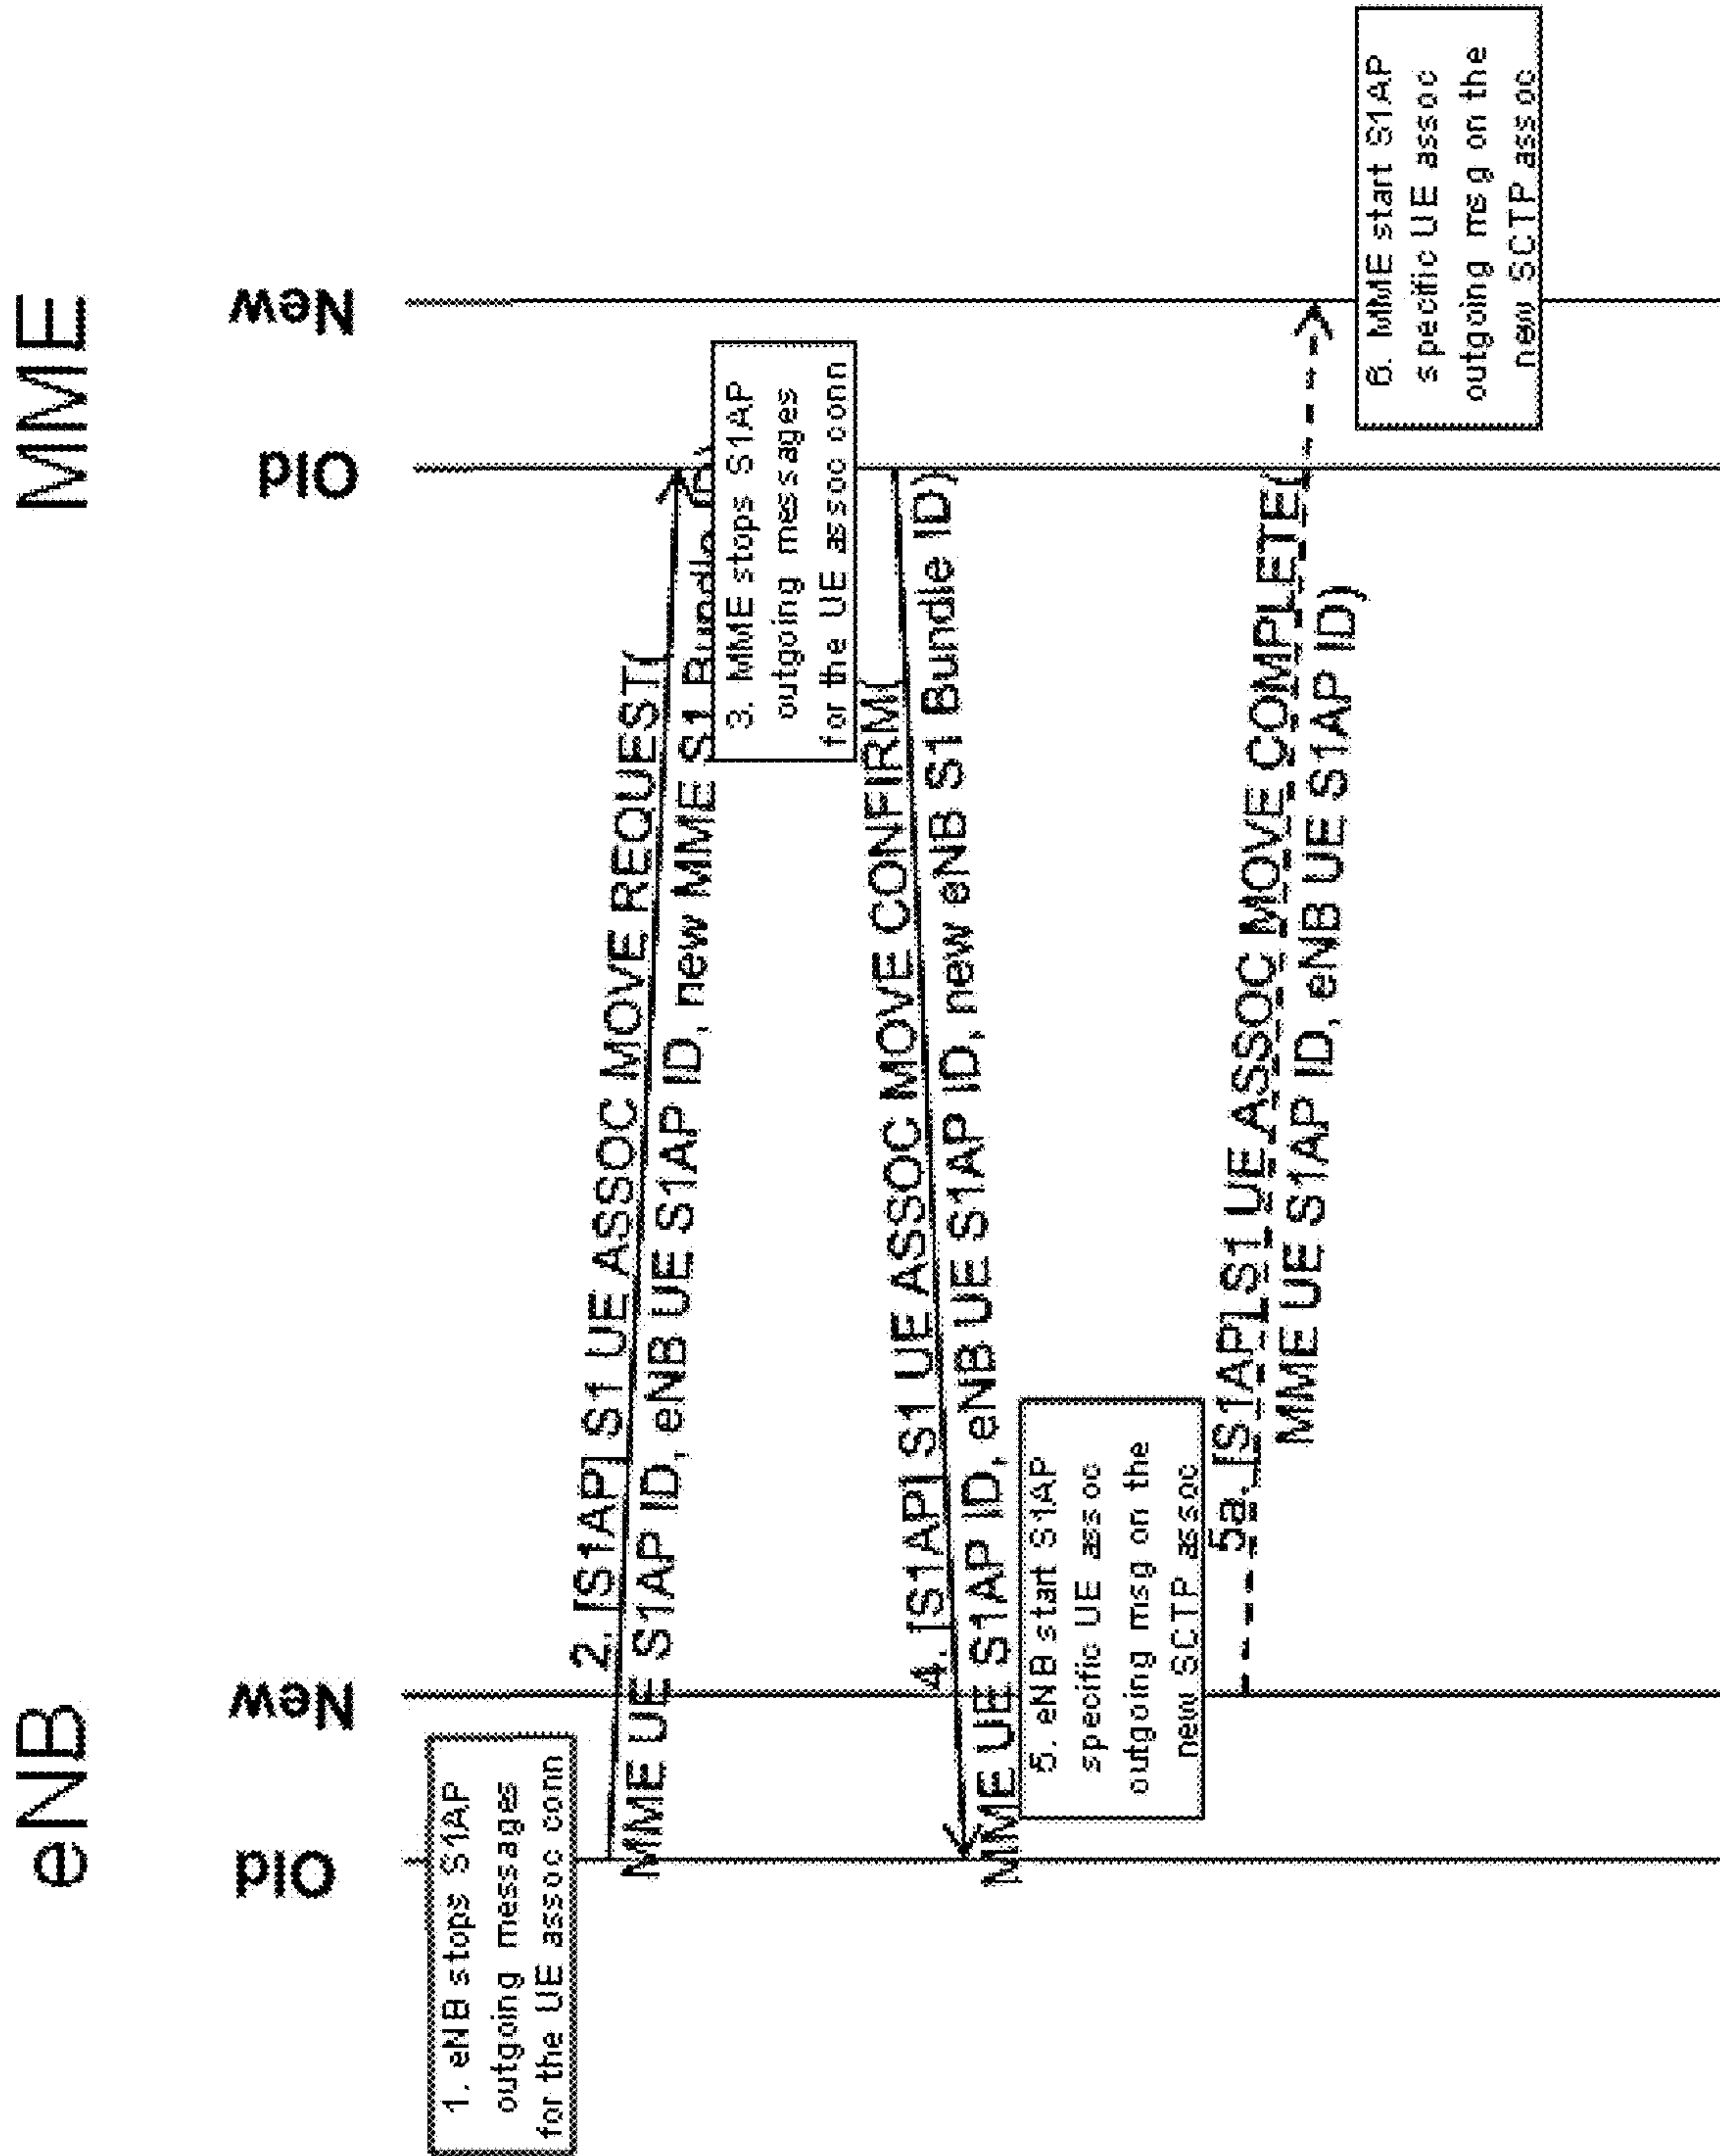 eNB
MME
Old
New
Old
New
1. eNB stops S1AP
outgoing messages
for the UE assoc conn
2. [S1AP] S1 UE ASSOC MOVE REQUEST(
MME UE S1AP ID, eNB UE S1AP ID, new MME S1 Bundle ID)
3. MME stops S1AP
outgoing messages
for the UE assoc conn
4. [S1AP] S1 UE ASSOC MOVE CONFIRM(
MME UE S1AP ID, eNB UE S1AP ID, new eNB S1 Bundle ID)
5. eNB start S1AP
specific UE assoc
outgoing msg on the
new SCTP assoc
5a. [S1AP] S1 UE ASSOC MOVE COMPLETE(
MME UE S1AP ID, eNB UE S1AP ID)
6. MME start S1AP
specific UE assoc
outgoing msg on the
new SCTP assoc